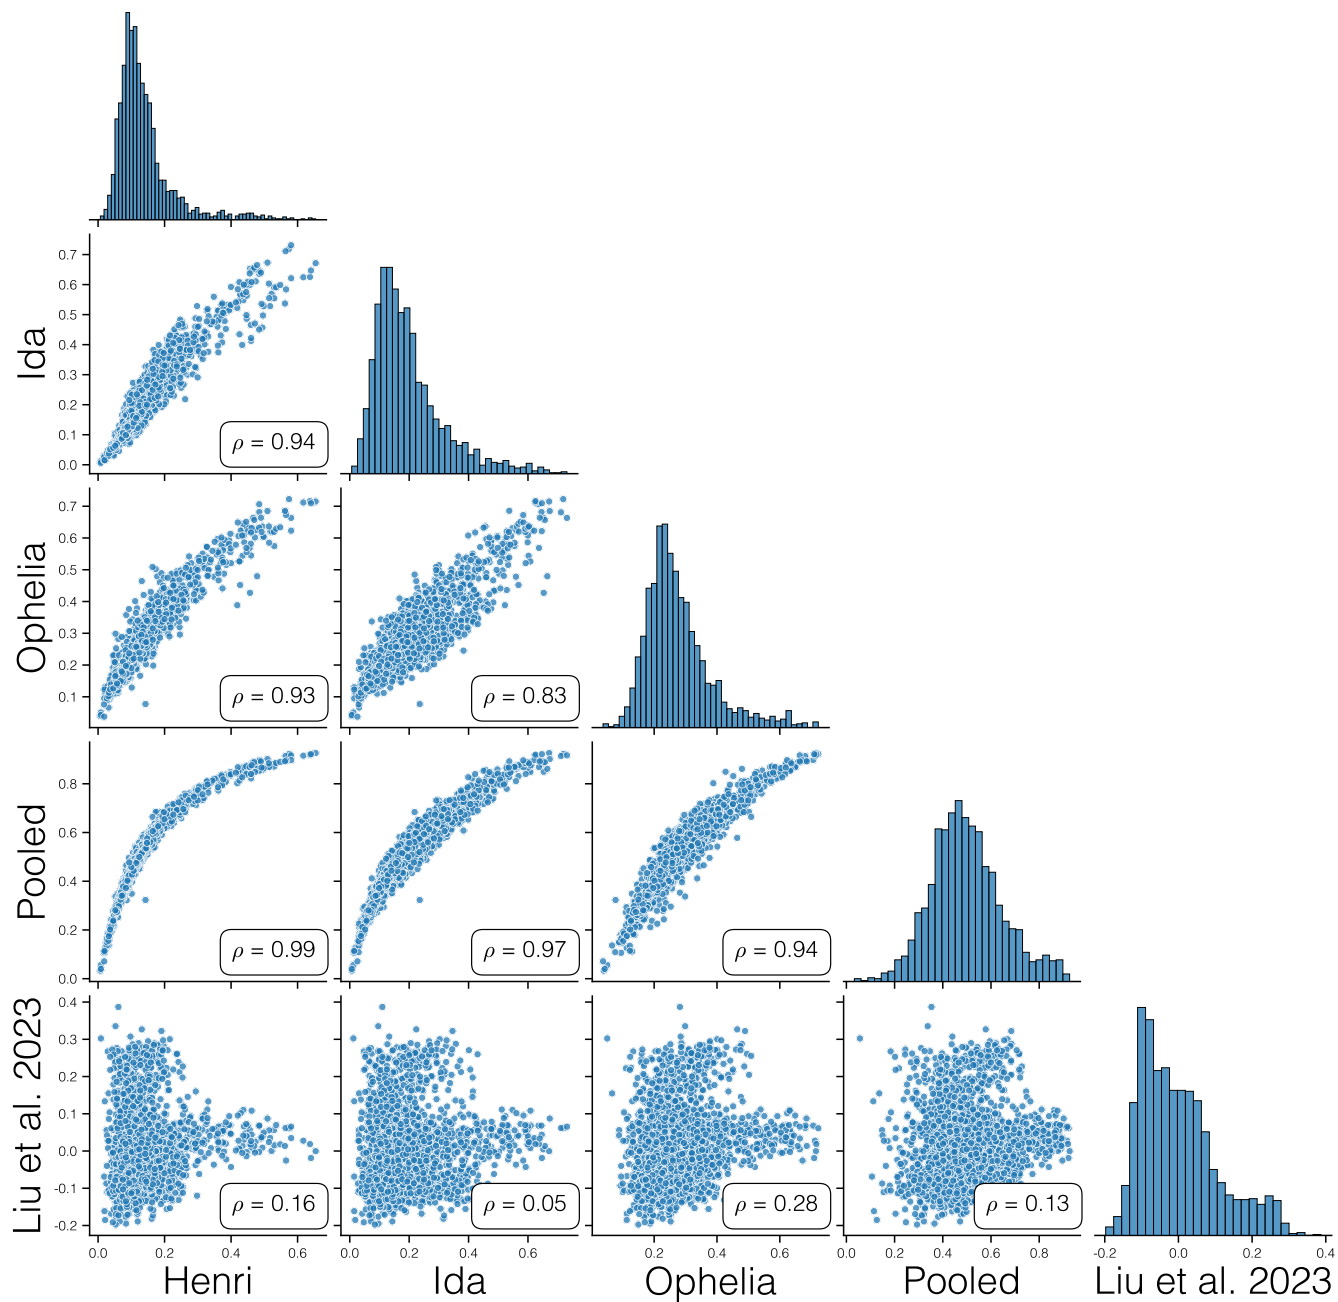 Ida
0.7
0.6
0.5
0.4
0.3
0.2
0.1
0.0
ρ = 0.94
Ophelia
0.7
0.6
0.5
0.4
0.3
0.2
0.1
ρ = 0.93
ρ = 0.83
Pooled
0.8
0.6
0.4
0.2
0.0
ρ = 0.99
ρ = 0.97
ρ = 0.94
Liu et al. 2023
0.4
0.3
0.2
0.1
0.0
-0.1
-0.2
ρ = 0.16
ρ = 0.05
ρ = 0.28
ρ = 0.13
0.0 0.2 0.4 0.6
0.0 0.2 0.4 0.6
0.2 0.4 0.6
0.0 0.2 0.4 0.6 0.8
-0.2 0.0 0.2 0.4
Henri
Ida
Ophelia
Pooled
Liu et al. 2023